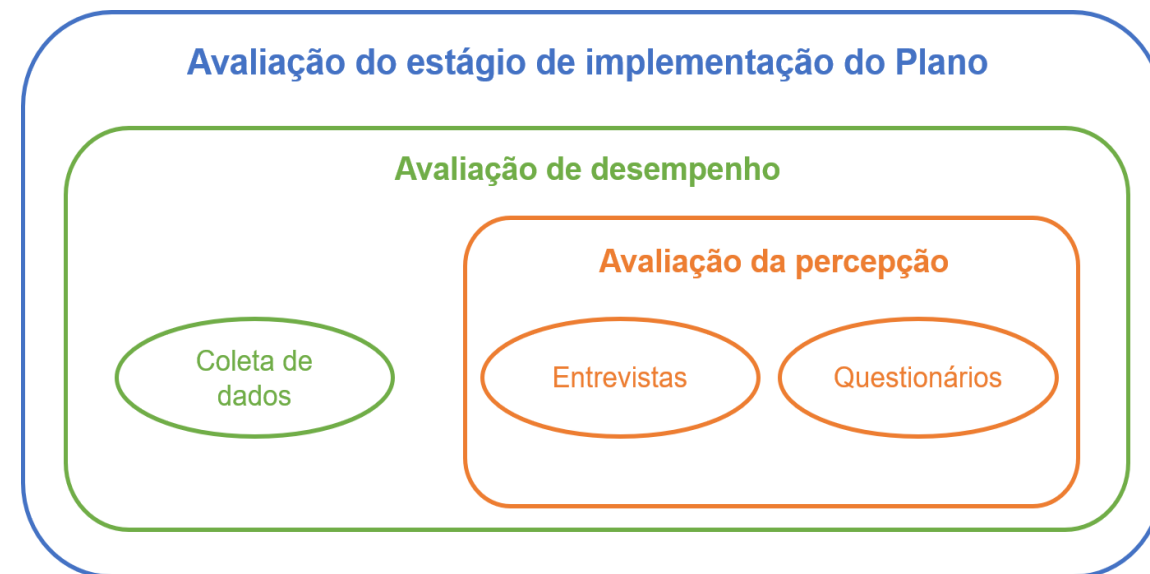 Avaliação do estágio de implementação do Plano
Avaliação de desempenho
Avaliação da percepção
Coleta de
dados
Entrevistas
Questionários